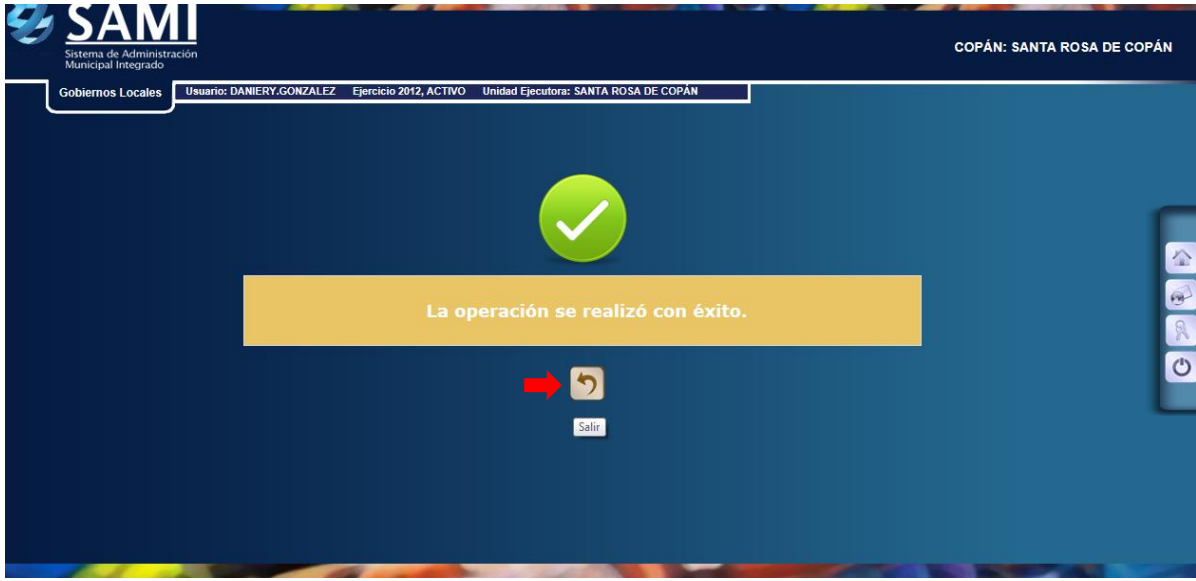 SAMI
Sistema de Administración
Municipal Integrado
COPÁN: SANTA ROSA DE COPÁN
Gobiernos Locales
Usuario: DANIERY.GONZALEZ Ejercicio 2012, ACTIVO Unidad Ejecutora: SANTA ROSA DE COPÁN
La operación se realizó con éxito.
Salir